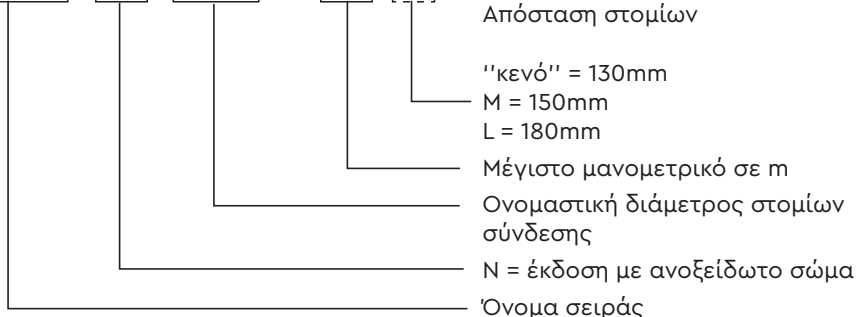 Απόσταση στομίων
''κενό'' = 130mm
M = 150mm
L = 180mm
Μέγιστο μανομετρικό σε m
Ονομαστική διάμετρος στομίων
σύνδεσης
N = έκδοση με ανοξείδωτο σώμα
Όνομα σειράς